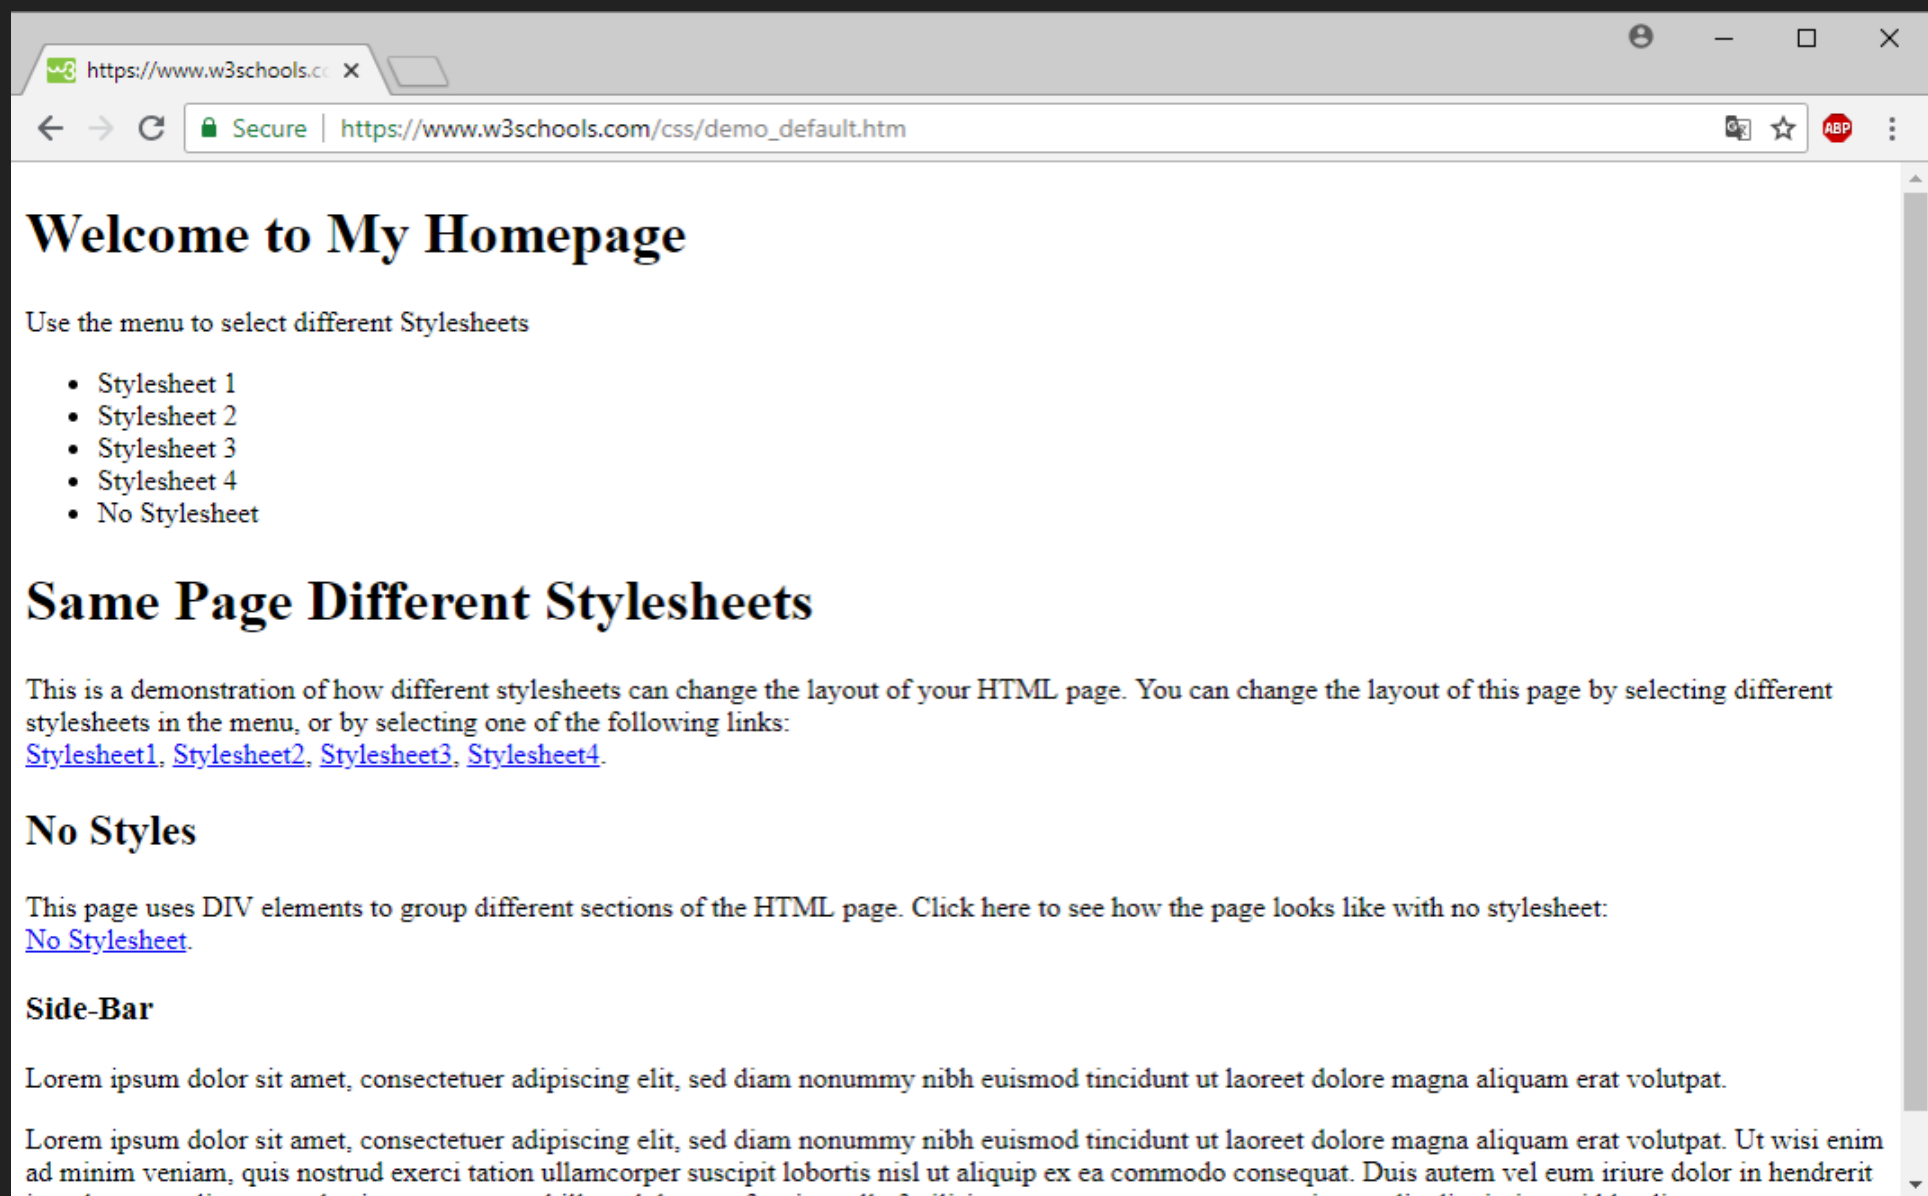 https://www.w3schools.co
Secure https://www.w3schools.com/css/demo_default.htm
ABP
Welcome to My Homepage
Use the menu to select different Stylesheets
Stylesheet 1
Stylesheet 2
Stylesheet 3
Stylesheet 4
No Stylesheet
Same Page Different Stylesheets
This is a demonstration of how different stylesheets can change the layout of your HTML page. You can change the layout of this page by selecting different
stylesheets in the menu, or by selecting one of the following links:
Stylesheet1, Stylesheet2, Stylesheet3, Stylesheet4.
No Styles
This page uses DIV elements to group different sections of the HTML page. Click here to see how the page looks like with no stylesheet:
No Stylesheet.
Side-Bar
Lorem ipsum dolor sit amet, consectetuer adipiscing elit, sed diam nonummy nibh euismod tincidunt ut laoreet dolore magna aliquam erat volutpat.
Lorem ipsum dolor sit amet, consectetuer adipiscing elit, sed diam nonummy nibh euismod tincidunt ut laoreet dolore magna aliquam erat volutpat. Ut wisi enim
ad minim veniam, quis nostrud exerci tation ullamcorper suscipit lobortis nisl ut aliquip ex ea commodo consequat. Duis autem vel eum iriure dolor in hendrerit